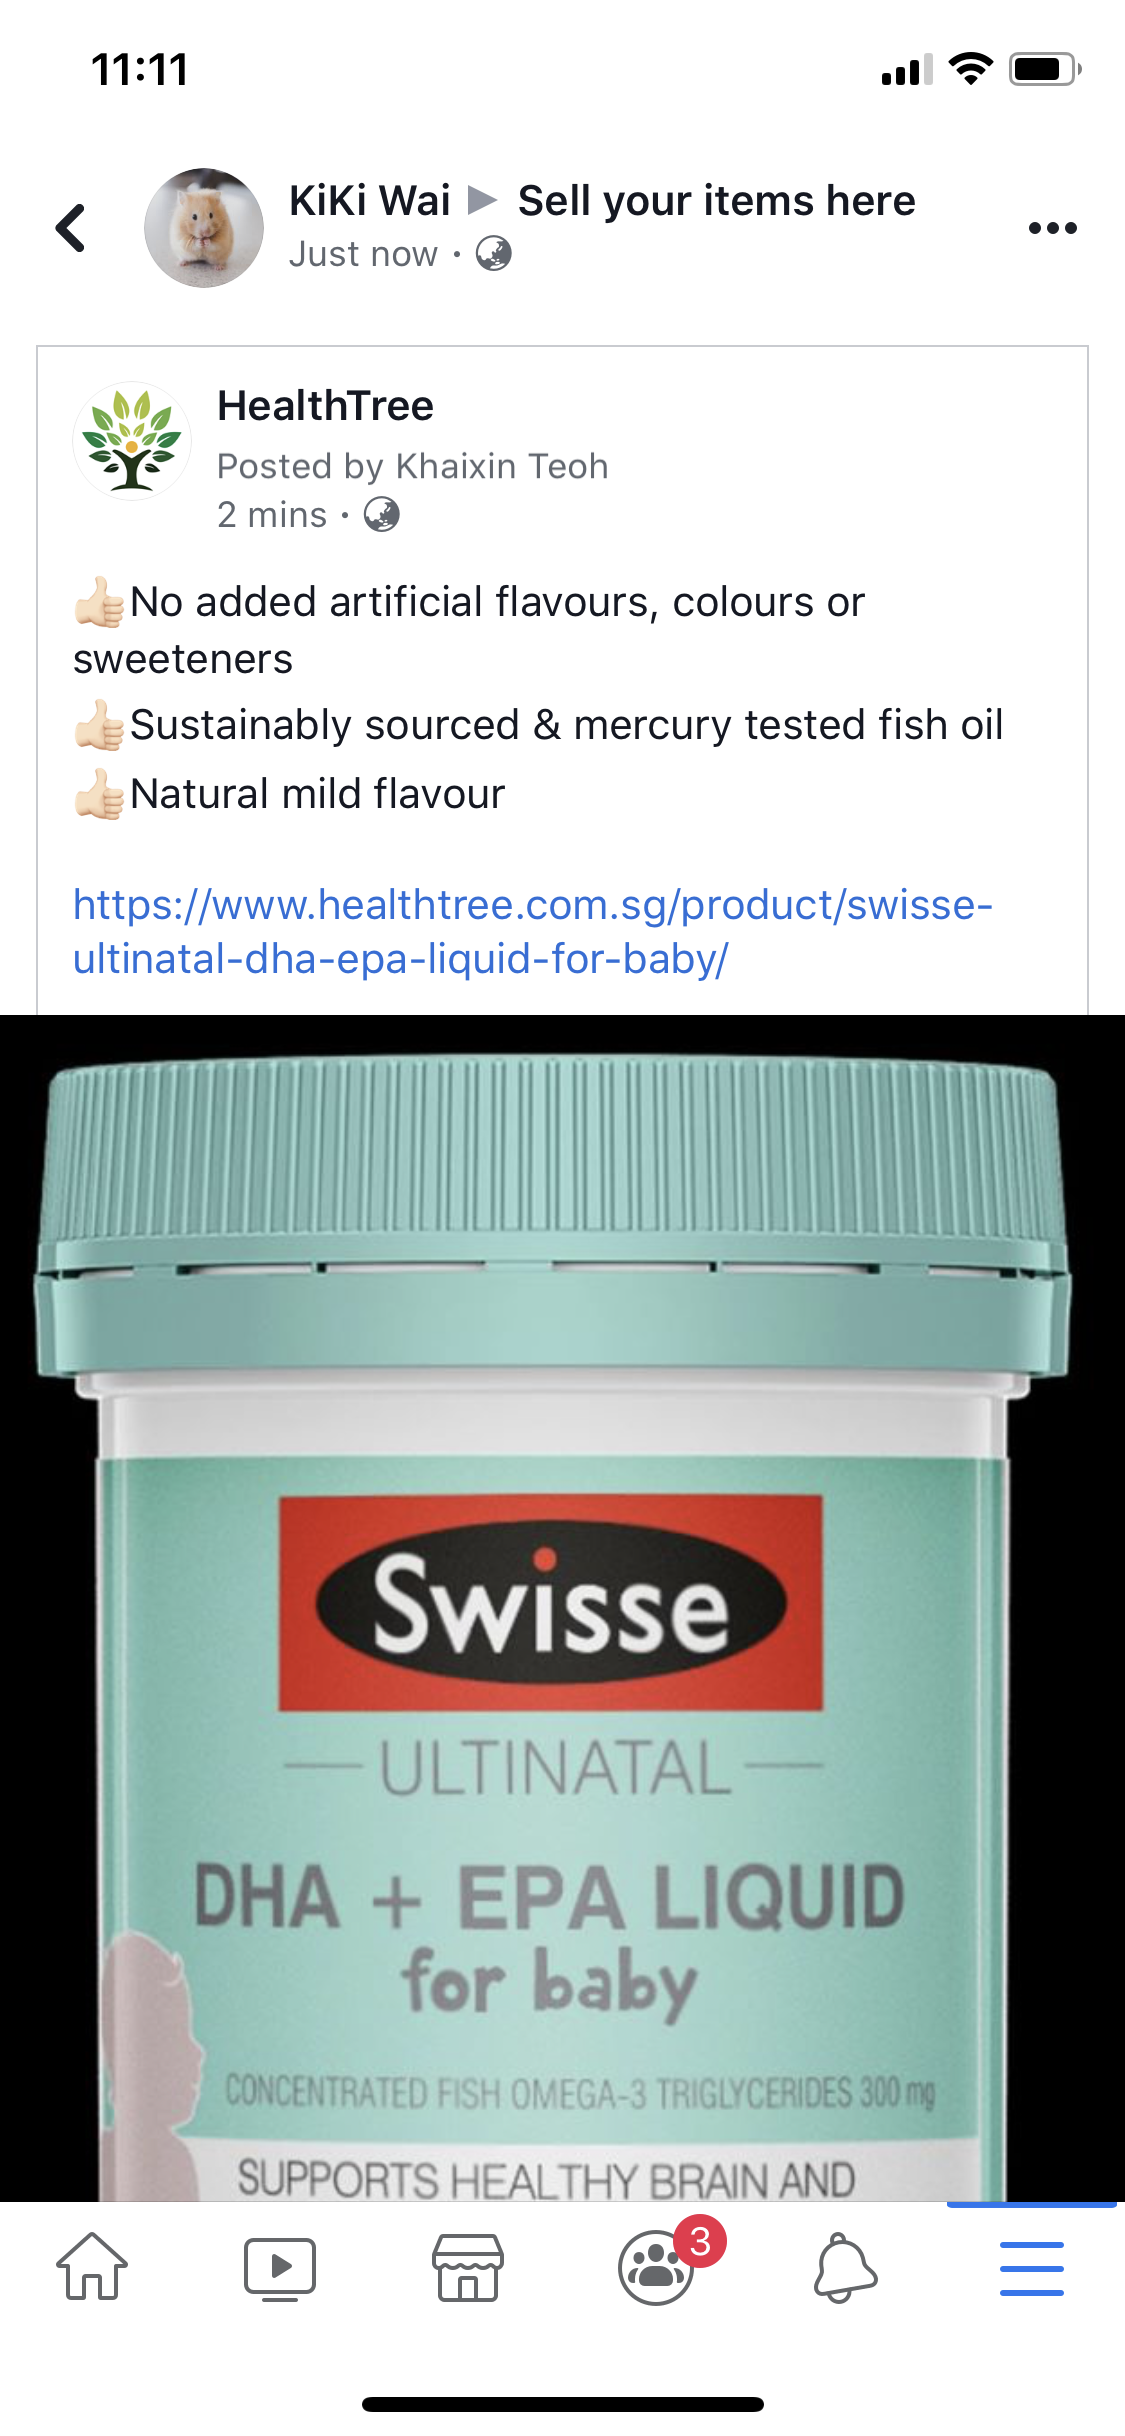 11:11
KiKi Wai ▶ Sell your items here
Just now ·
HealthTree
Posted by Khaixin Teoh
2 mins ·
👍🏻No added artificial flavours, colours or
sweeteners
👍🏻Sustainably sourced & mercury tested fish oil
👍🏻Natural mild flavour
https://www.healthtree.com.sg/product/swisse-
ultinatal-dha-epa-liquid-for-baby/
Swisse
ULTINATAL
DHA + EPA LIQUID
for baby
CONCENTRATED FISH OMEGA-3 TRIGLYCERIDES 300 mg
SUPPORTS HEALTHY BRAIN AND
3